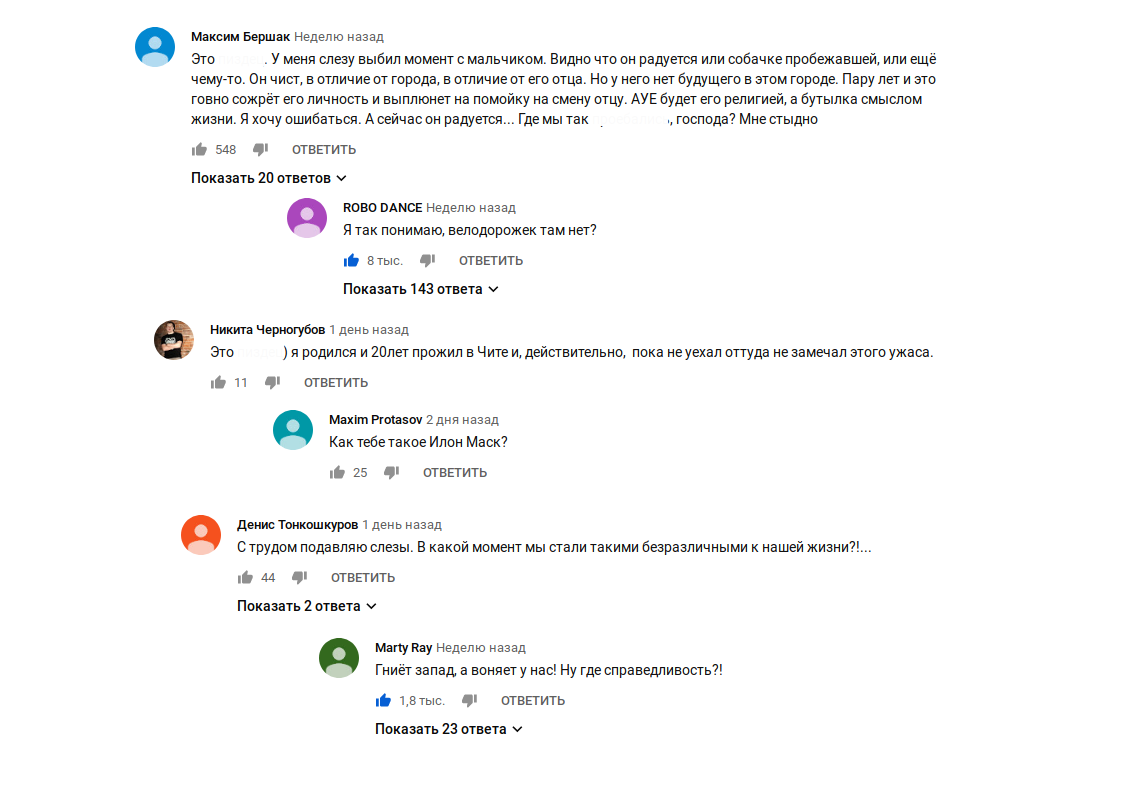 Максим Бершак Неделю назад
Это . У меня слезу выбил момент с мальчиком. Видно что он радуется или собачке пробежавшей, или ещё
чему-то. Он чист, в отличие от города, в отличие от его отца. Но у него нет будущего в этом городе. Пару лет и это
говно сожрёт его личность и выплюнет на помойку на смену отцу. АУЕ будет его религией, а бутылка смыслом
жизни. Я хочу ошибаться. А сейчас он радуется... Где мы так , господа? Мне стыдно
548 ОТВЕТИТЬ
Показать 20 ответов
ROBO DANCE Неделю назад
Я так понимаю, велодорожек там нет?
8 тыс. ОТВЕТИТЬ
Показать 143 ответа
Никита Черногубов 1 день назад
Это ) я родился и 20лет прожил в Чите и, действительно, пока не уехал оттуда не замечал этого ужаса.
11 ОТВЕТИТЬ
Maxim Protasov 2 дня назад
Как тебе такое Илон Маск?
25 ОТВЕТИТЬ
Денис Тонкошкуров 1 день назад
С трудом подавляю слезы. В какой момент мы стали такими безразличными к нашей жизни?!...
44 ОТВЕТИТЬ
Показать 2 ответа
Marty Ray Неделю назад
Гниёт запад, а воняет у нас! Ну где справедливость?!
1,8 тыс. ОТВЕТИТЬ
Показать 23 ответа